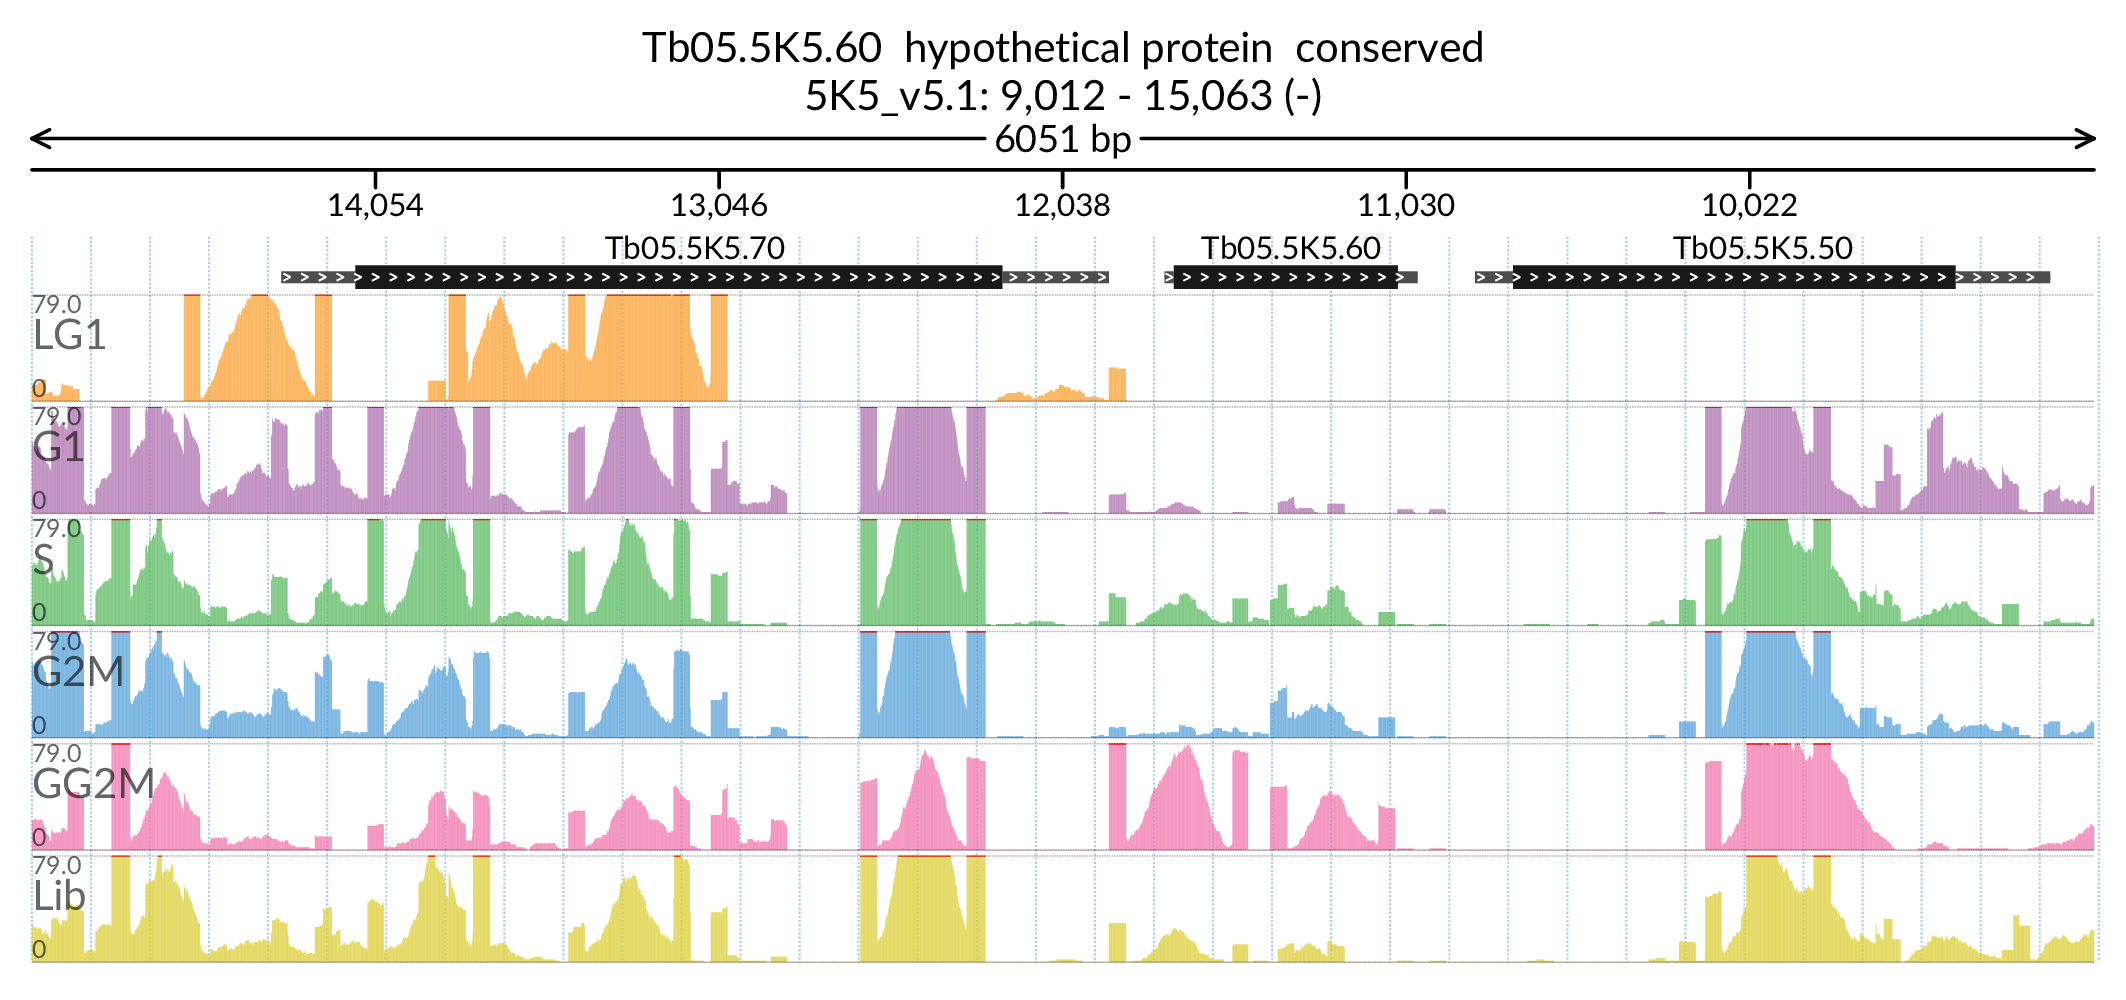 Tb05.5K5.60 hypothetical protein conserved
5K5_v5.1: 9,012 - 15,063 (-)
6051 bp
14,054 13,046 12,038 11,030 10,022
Tb05.5K5.70 Tb05.5K5.60 Tb05.5K5.50
79.0
LG1
0
79.0
G1
0
79.0
S
0
79.0
G2M
0
79.0
GG2M
0
79.0
Lib
0